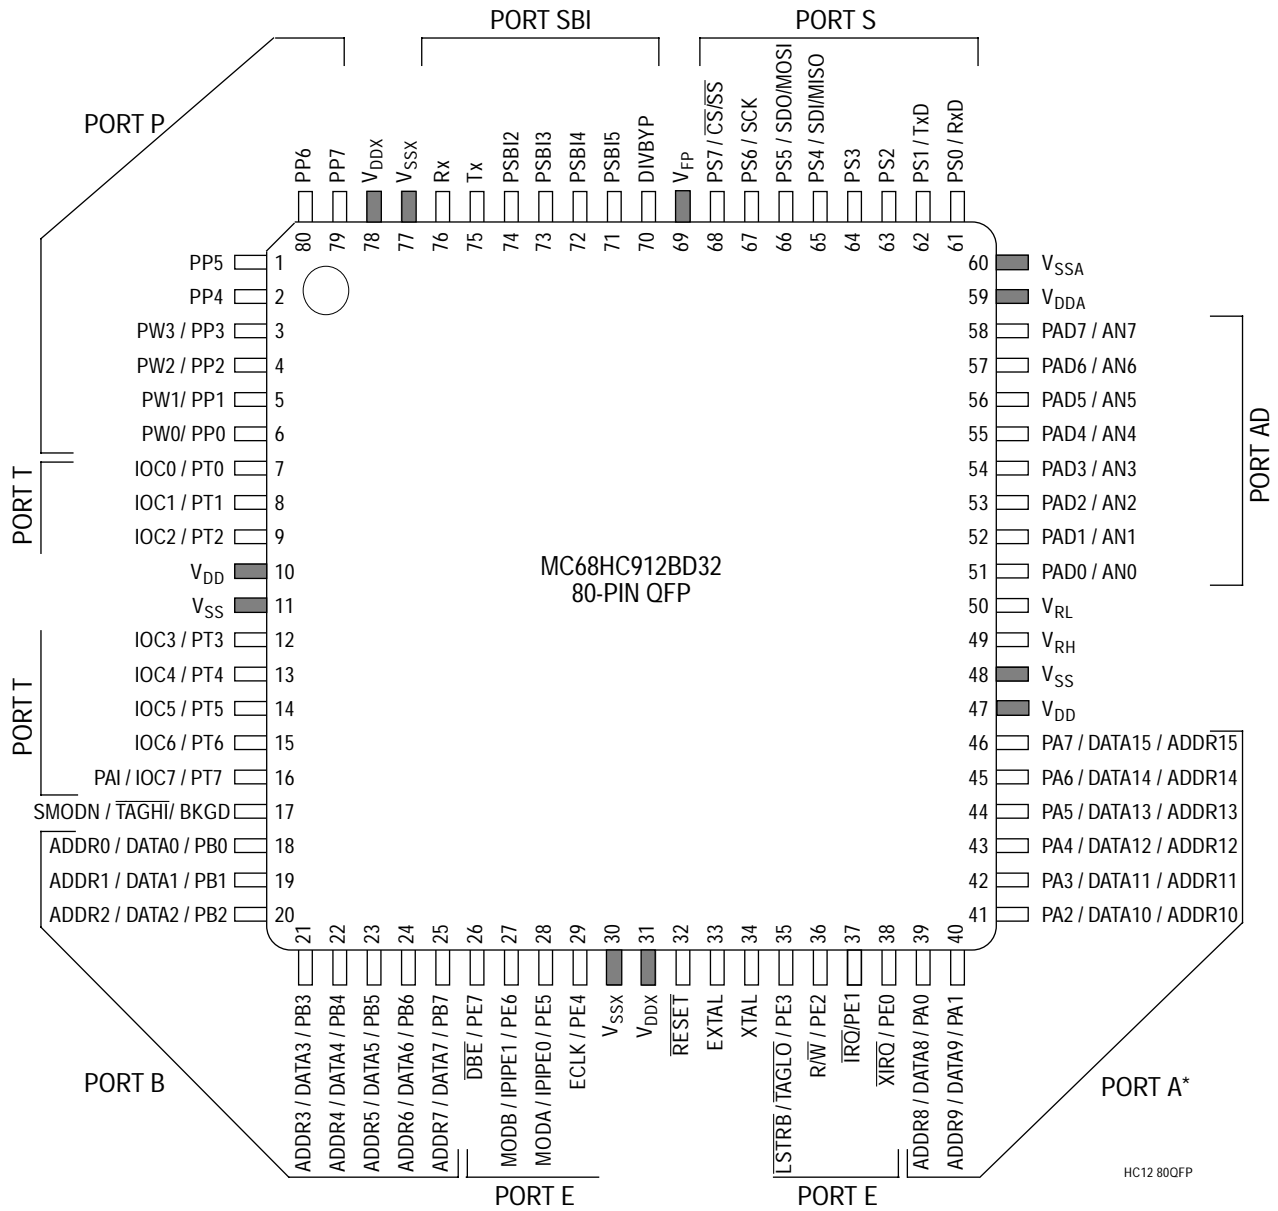 PORT SBI
PORT S
PORT P
PP6
PP7
VDDX
VSSX
Rx
Tx
PSBI2
PSBI3
PSBI4
PSBI5
DIVBYP
VFP
PS7 / CS/SS
PS6 / SCK
PS5 / SDO/MOSI
PS4 / SDI/MISO
PS3
PS2
PS1 / TxD
PS0 / RxD
80
79
78
77
76
75
74
73
72
71
70
69
68
67
66
65
64
63
62
61
PP5 1
PP4 2
PW3 / PP3 3
PW2 / PP2 4
PW1/ PP1 5
PW0/ PP0 6
IOC0 / PT0 7
IOC1 / PT1 8
IOC2 / PT2 9
VDD 10
VSS 11
IOC3 / PT3 12
IOC4 / PT4 13
IOC5 / PT5 14
IOC6 / PT6 15
PAI / IOC7 / PT7 16
SMODN / TAGHI/ BKGD 17
ADDR0 / DATA0 / PB0 18
ADDR1 / DATA1 / PB1 19
ADDR2 / DATA2 / PB2 20
PORT T
PORT T
MC68HC912BD32
80-PIN QFP
60 VSSA
59 VDDA
58 PAD7 / AN7
57 PAD6 / AN6
56 PAD5 / AN5
55 PAD4 / AN4
54 PAD3 / AN3
53 PAD2 / AN2
52 PAD1 / AN1
51 PAD0 / AN0
50 VRL
49 VRH
48 VSS
47 VDD
46 PA7 / DATA15 / ADDR15
45 PA6 / DATA14 / ADDR14
44 PA5 / DATA13 / ADDR13
43 PA4 / DATA12 / ADDR12
42 PA3 / DATA11 / ADDR11
41 PA2 / DATA10 / ADDR10
PORT AD
21
22
23
24
25
26
27
28
29
30
31
32
33
34
35
36
37
38
39
40
ADDR3 / DATA3 / PB3
ADDR4 / DATA4 / PB4
ADDR5 / DATA5 / PB5
ADDR6 / DATA6 / PB6
ADDR7 / DATA7 / PB7
DBE / PE7
MODB / IPIPE1 / PE6
MODA / IPIPE0 / PE5
ECLK / PE4
VSSX
VDDX
RESET
EXTAL
XTAL
LSTRB / TAGLO / PE3
R/W / PE2
IRQ/PE1
XIRQ / PE0
ADDR8 / DATA8 / PA0
ADDR9 / DATA9 / PA1
PORT B
PORT A*
PORT E
PORT E
HC12 80QFP